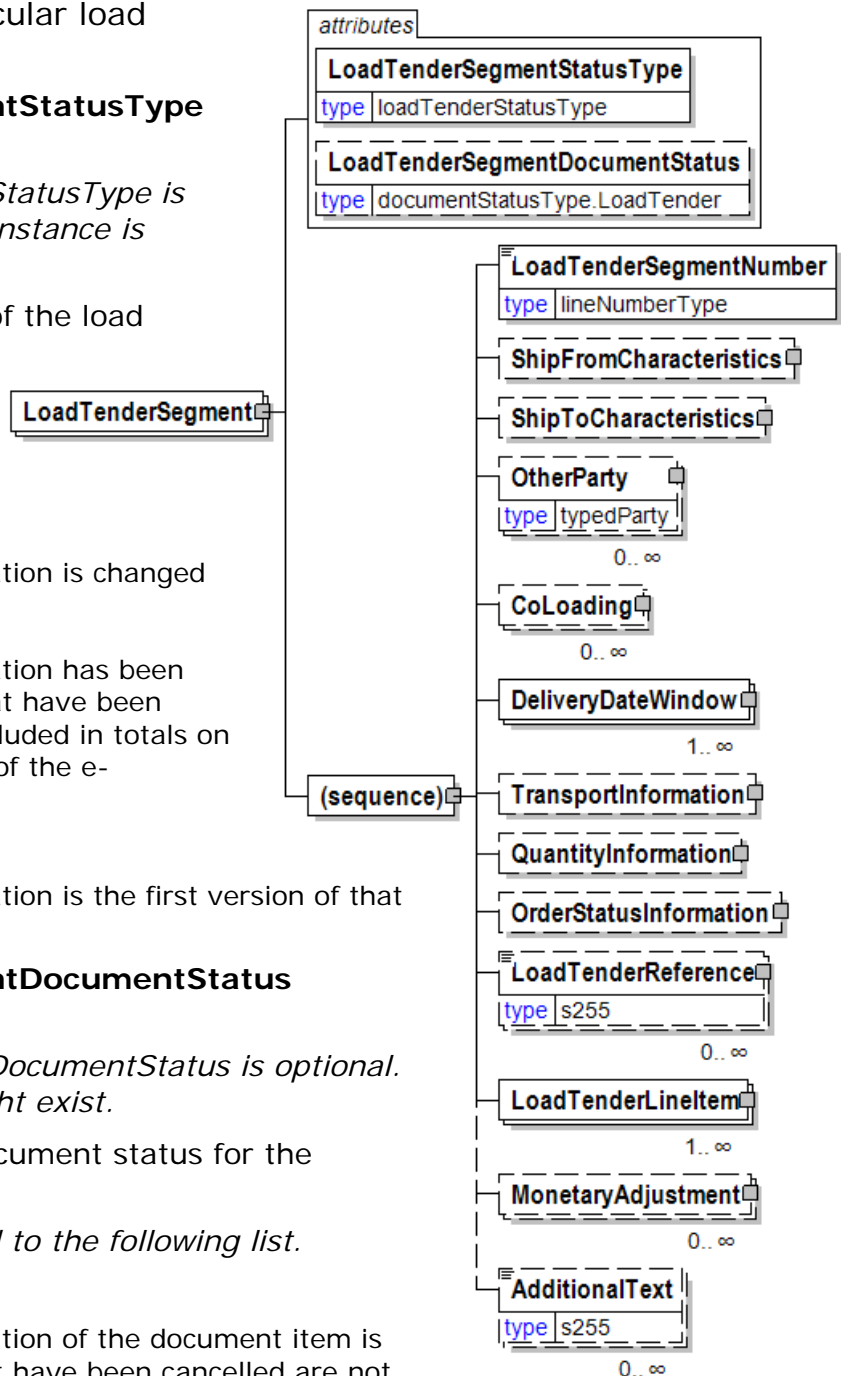 cular load
ntStatusType
StatusType is
nstance is
of the load
tion is changed
tion has been
at have been
luded in totals on
of the e-
tion is the first version of that
ntDocumentStatus
DocumentStatus is optional.
ht exist.
cument status for the
d to the following list.
tion of the document item is
t have been cancelled are not
LoadTenderSegment
attributes
LoadTenderSegmentStatusType
type loadTenderStatusType
LoadTenderSegmentDocumentStatus
type documentStatusType.LoadTender
(sequence)
LoadTenderSegmentNumber
type lineNumberType
ShipFromCharacteristics
ShipToCharacteristics
OtherParty
type typedParty
0.. ∞
CoLoading
0.. ∞
DeliveryDateWindow
1.. ∞
TransportInformation
QuantityInformation
OrderStatusInformation
LoadTenderReference
type s255
0.. ∞
LoadTenderLineItem
1.. ∞
MonetaryAdjustment
0.. ∞
AdditionalText
type s255
0.. ∞